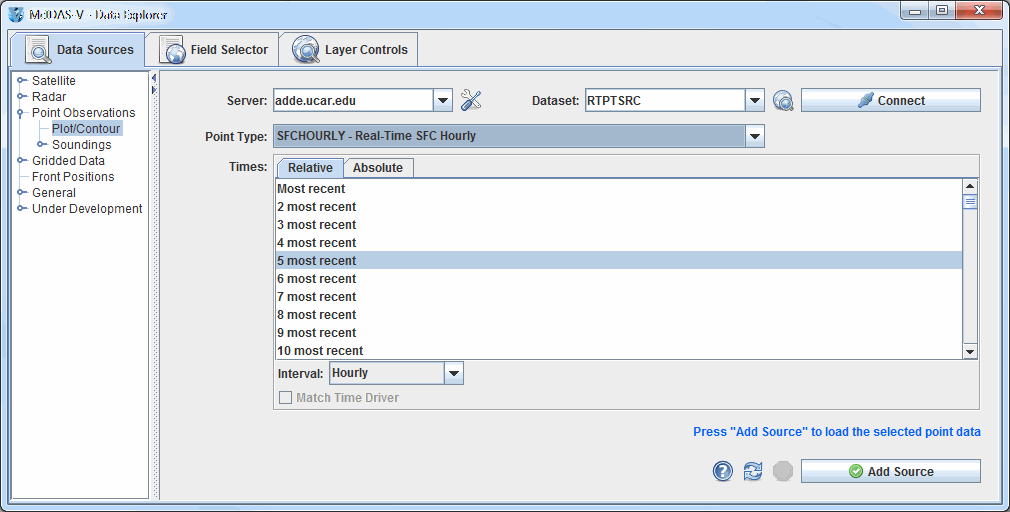 McIDAS-V - Data Explorer
Data Sources
Field Selector
Layer Controls
Satellite
Radar
Point Observations
Plot/Contour
Soundings
Gridded Data
Front Positions
General
Under Development
Server: adde.ucar.edu Dataset: RTPTSRC Connect
Point Type: SFCHOURLY - Real-Time SFC Hourly
Times: Relative Absolute
Most recent
2 most recent
3 most recent
4 most recent
5 most recent
6 most recent
7 most recent
8 most recent
9 most recent
10 most recent
Interval: Hourly
Match Time Driver
Press "Add Source" to load the selected point data
Add Source